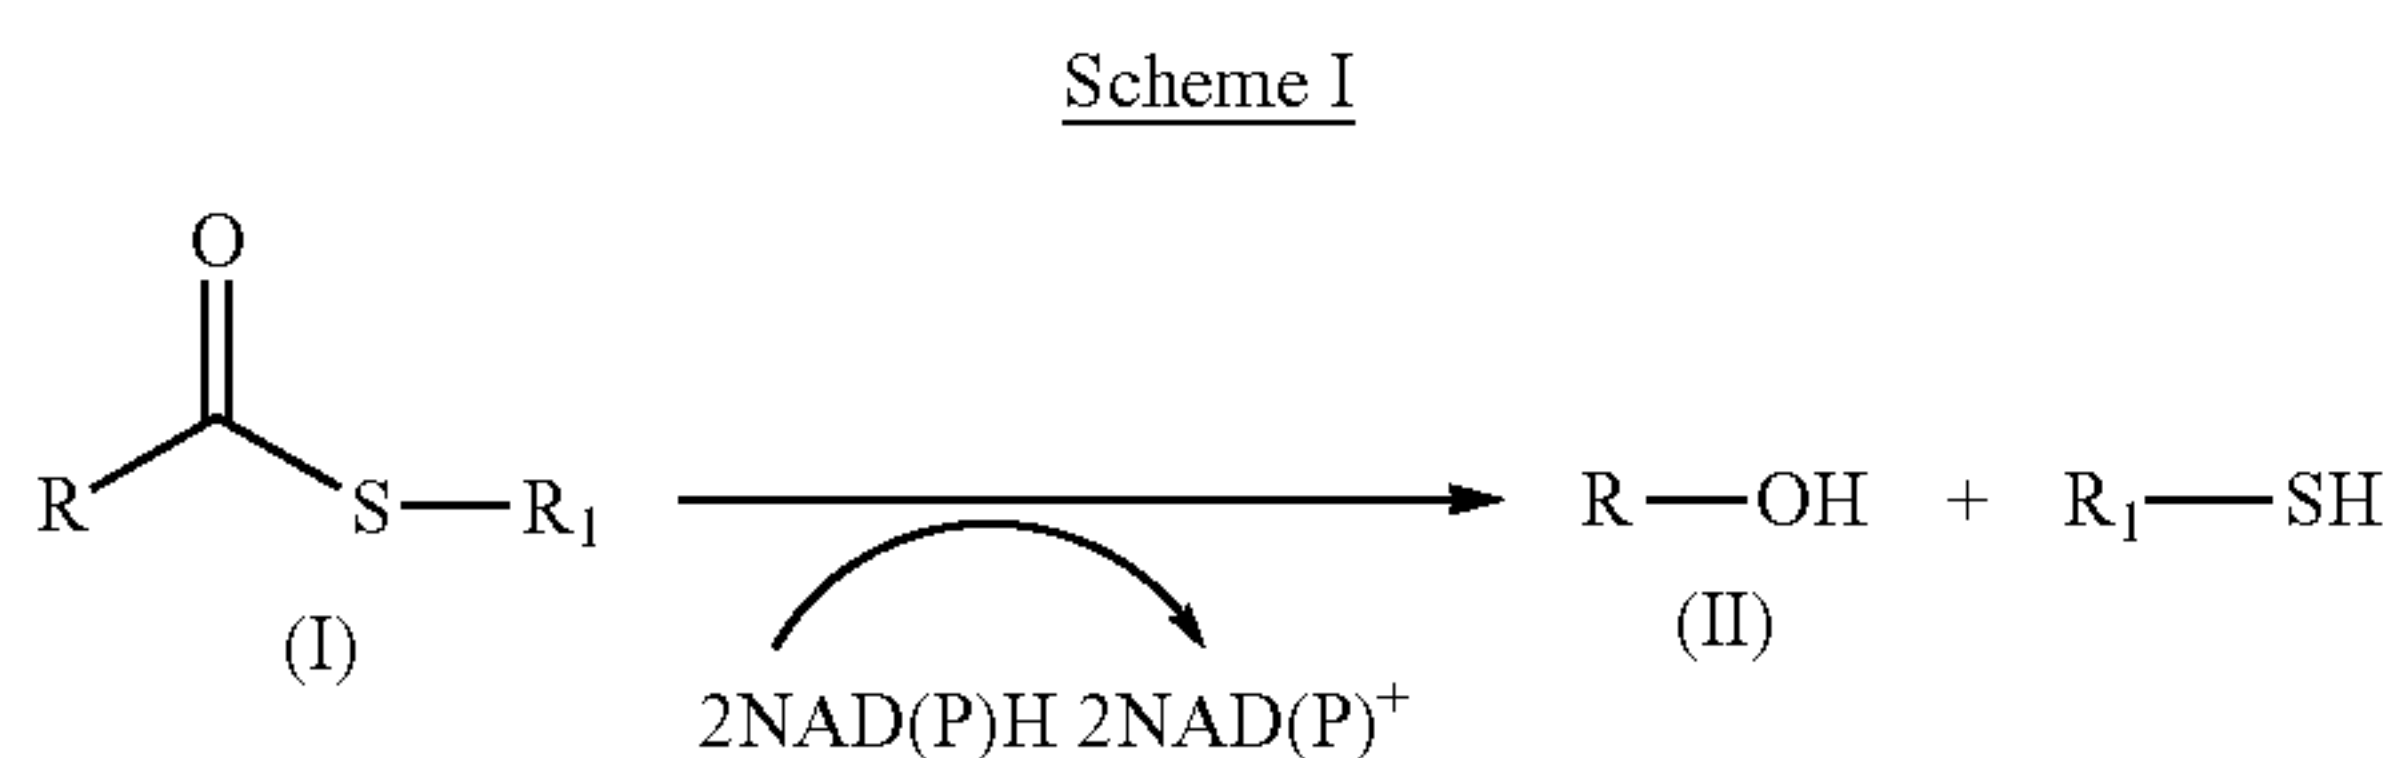 Scheme I
O
R S R₁ R OH + R₁ SH
(I) (II)
2NAD(P)H 2NAD(P)⁺